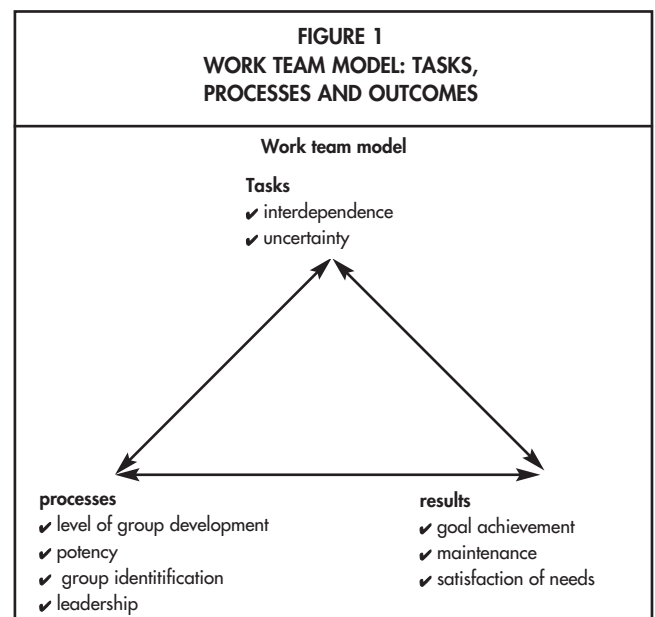 FIGURE 1
WORK TEAM MODEL: TASKS,
PROCESSES AND OUTCOMES
Work team model
Tasks
✔ interdependence
✔ uncertainty
processes
✔ level of group development
✔ potency
✔ group identitification
✔ leadership
results
✔ goal achievement
✔ maintenance
✔ satisfaction of needs